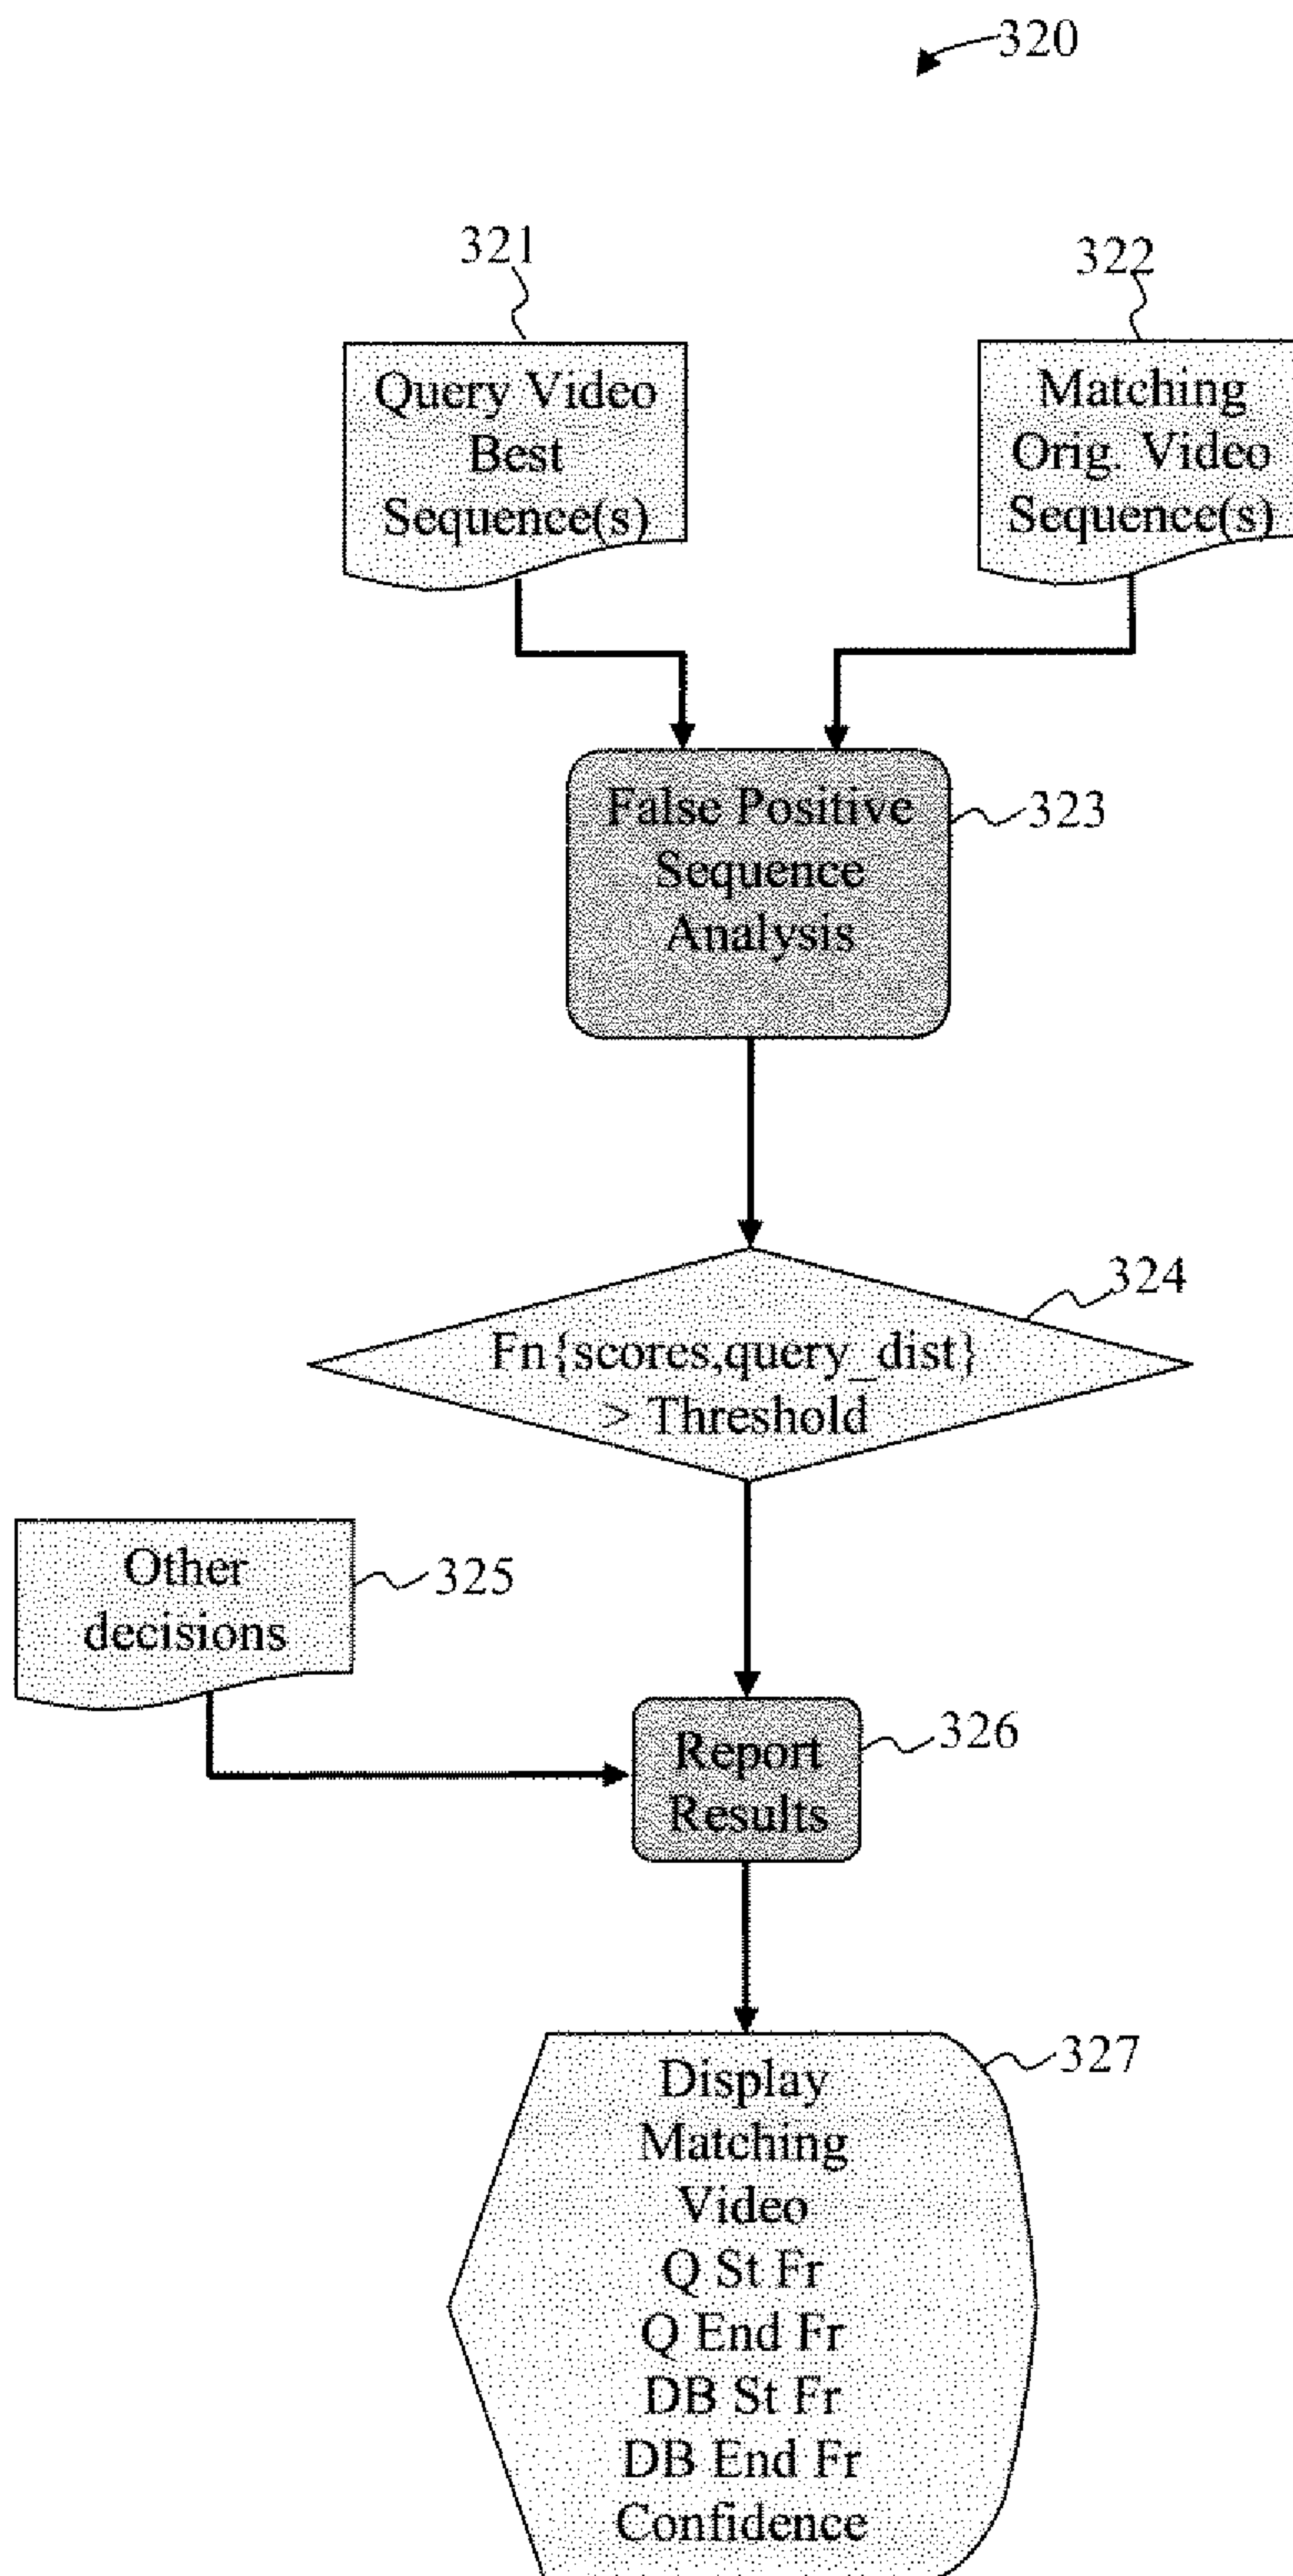 320
321
322
Query Video
Best
Sequence(s)
Matching
Orig. Video
Sequence(s)
False Positive
Sequence
Analysis
323
324
Fn{scores,query_dist}
> Threshold
Other
decisions
325
Report
Results
326
327
Display
Matching
Video
Q St Fr
Q End Fr
DB St Fr
DB End Fr
Confidence